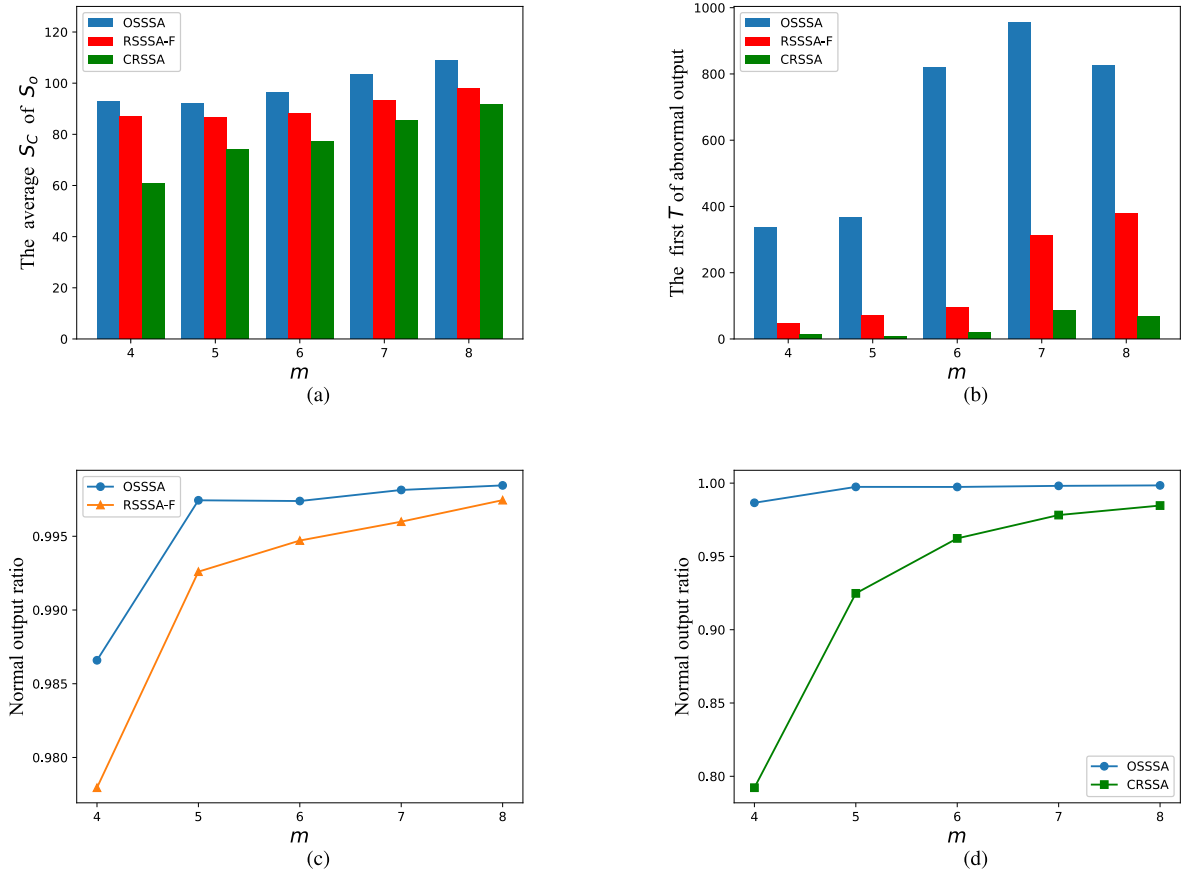 OSSSA
RSSSA-F
CRSSA
120
100
80
60
40
20
0
The average S_C of S_o
4 5 6 7 8
m
(a)
OSSSA
RSSSA-F
CRSSA
1000
800
600
400
200
0
The first T of abnormal output
4 5 6 7 8
m
(b)
OSSSA
RSSSA-F
0.995
0.990
0.985
0.980
Normal output ratio
4 5 6 7 8
m
(c)
1.00
0.95
0.90
0.85
0.80
Normal output ratio
OSSSA
CRSSA
4 5 6 7 8
m
(d)